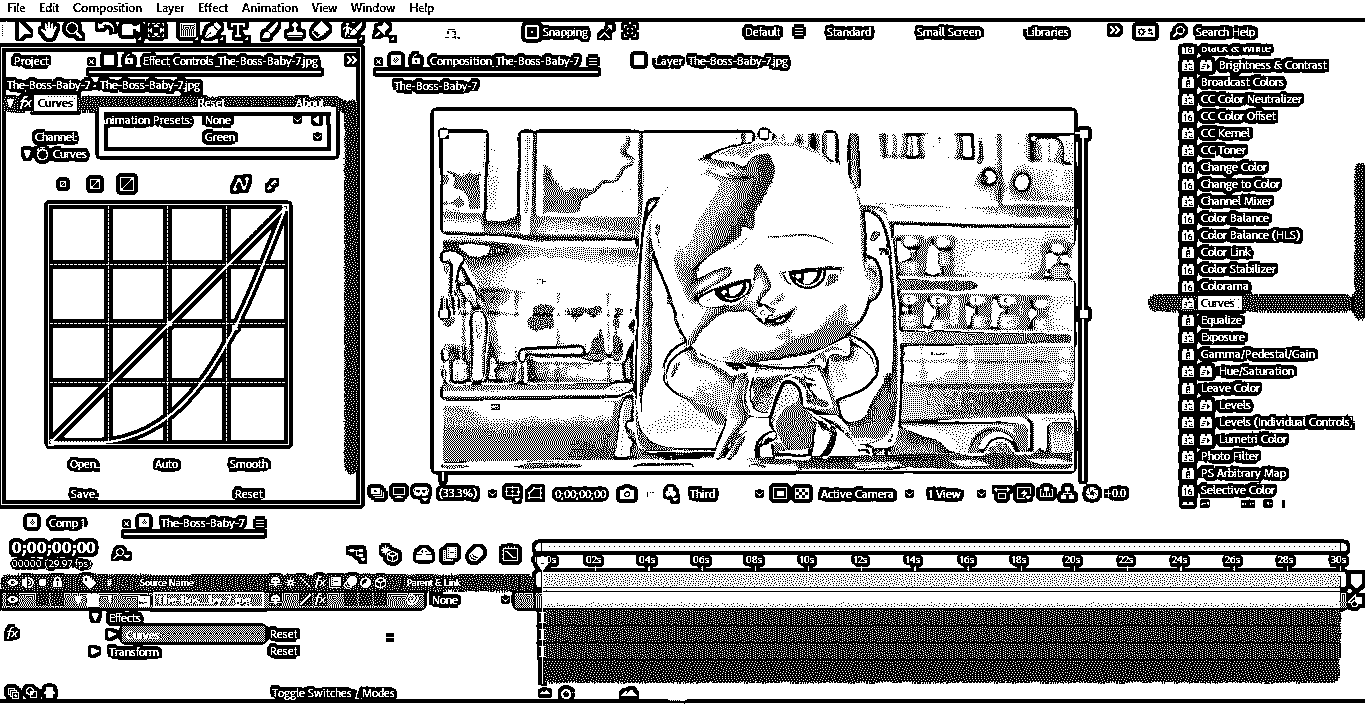 File Edit Composition Layer Effect Animation View Window Help
Snapping Default Standard Small Screen Libraries Search Help
Project Effect Controls The-Boss-Baby-7.jpg
The-Boss-Baby-7 • The-Boss-Baby-7.jpg
fx Curves Reset About
Animation Presets: None
Channel: Green
Curves
Open Auto Smooth
Save Reset
Composition The-Boss-Baby-7 Layer The-Boss-Baby-7.jpg
The-Boss-Baby-7
(33.3%) 0;00;00;00 Third Active Camera 1 View +0.0
Black & White
Brightness & Contrast
Broadcast Colors
CC Color Neutralizer
CC Color Offset
CC Kernel
CC Toner
Change Color
Change to Color
Channel Mixer
Color Balance
Color Balance (HLS)
Color Link
Color Stabilizer
Colorama
Curves
Equalize
Exposure
Gamma/Pedestal/Gain
Hue/Saturation
Leave Color
Levels
Levels (Individual Controls)
Lumetri Color
Photo Filter
PS Arbitrary Map
Selective Color
Comp 1 The-Boss-Baby-7
0;00;00;00
00000 (29.97 fps)
02s 04s 06s 08s 10s 12s 14s 16s 18s 20s 22s 24s 26s 28s 30s
# Source Name fx Parent & Link
fx None
Effects
fx Curves Reset
Transform Reset
Toggle Switches / Modes